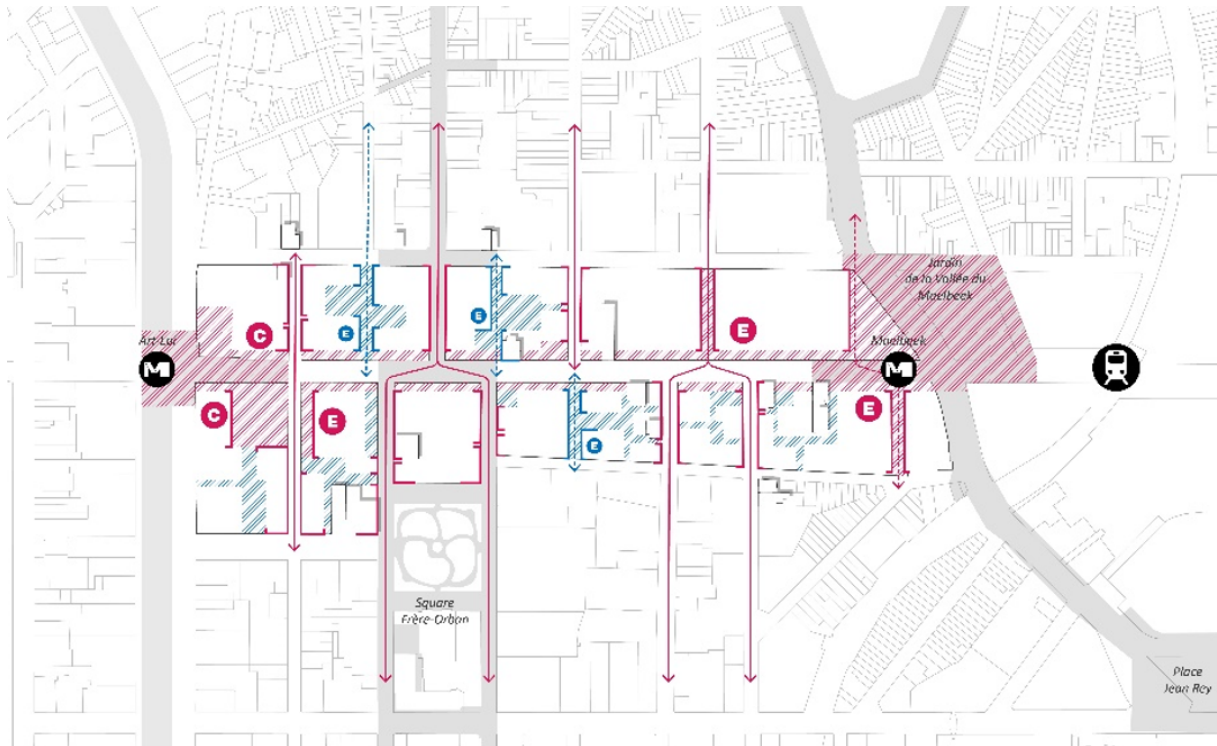 Jardin
de la Vallée du
Maelbeek
C
E
E
E
Art-Loi
Maelbeek
M
M
C
E
E
E
Square
Frère-Orban
Place
Jean Rey